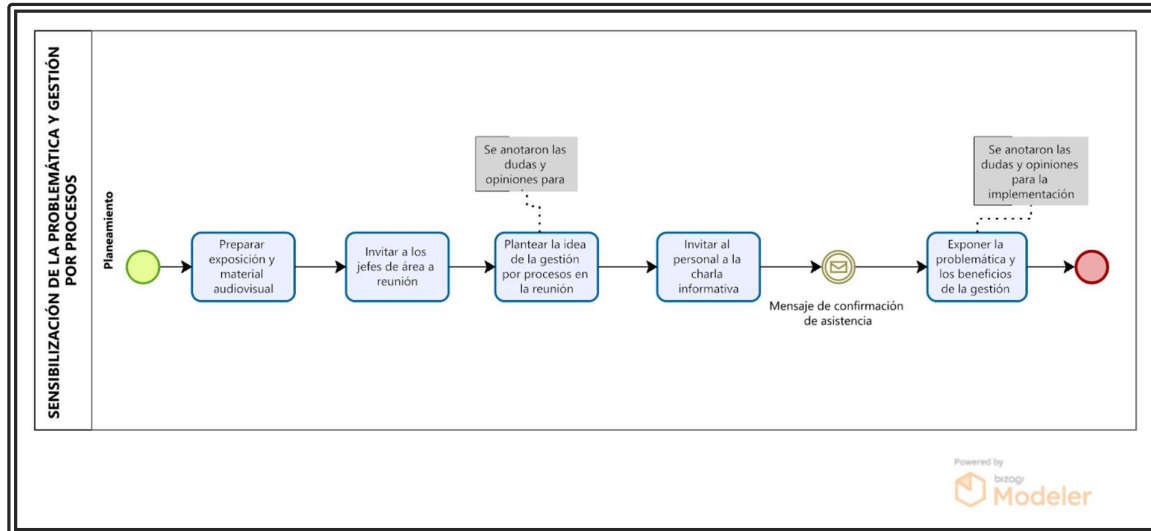 SENSIBILIZACIÓN DE LA PROBLEMÁTICA Y GESTIÓN
POR PROCESOS
Planeamiento
Preparar
exposición y
material
audiovisual
Invitar a los
jefes de área a
reunión
Se anotaron las
dudas y
opiniones para
Plantear la idea
de la gestión
por procesos en
la reunión
Invitar al
personal a la
charla
informativa
Mensaje de confirmación
de asistencia
Se anotaron las
dudas y opiniones
para la
implementación
Exponer la
problemática y
los beneficios
de la gestión
Powered by
bizagi
Modeler